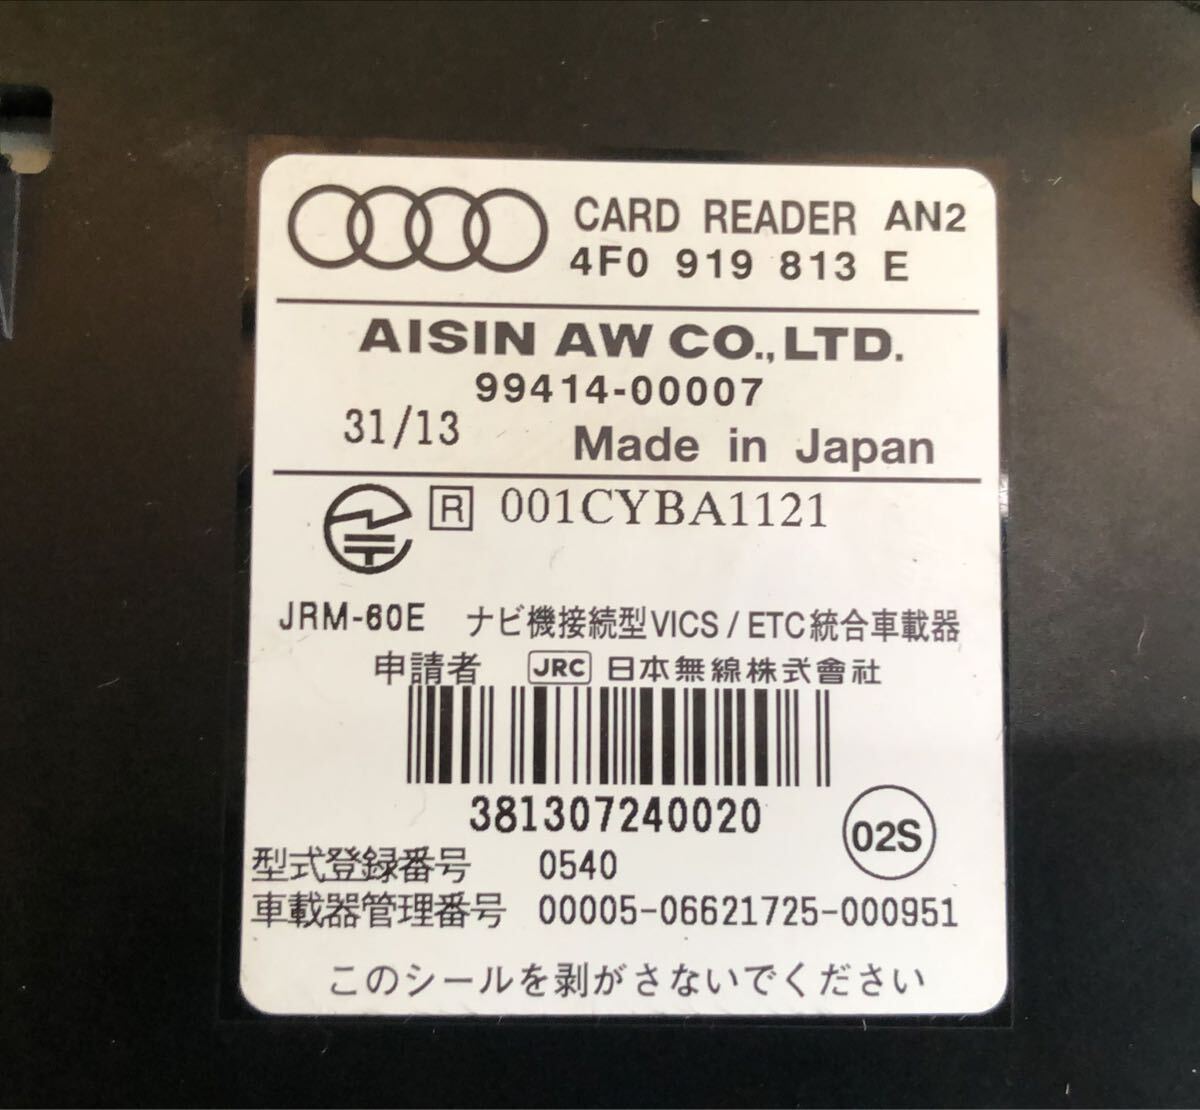 CARD READER AN2
4F0 919 813 E
AISIN AW CO.,LTD.
99414-00007
31/13 Made in Japan
R 001CYBA1121
JRM-60E ナビ機接続型VICS/ETC統合車載器
申請者 JRC 日本無線株式會社
381307240020
02S
型式登録番号 0540
車載器管理番号 00005-06621725-000951
このシールを剥がさないでください